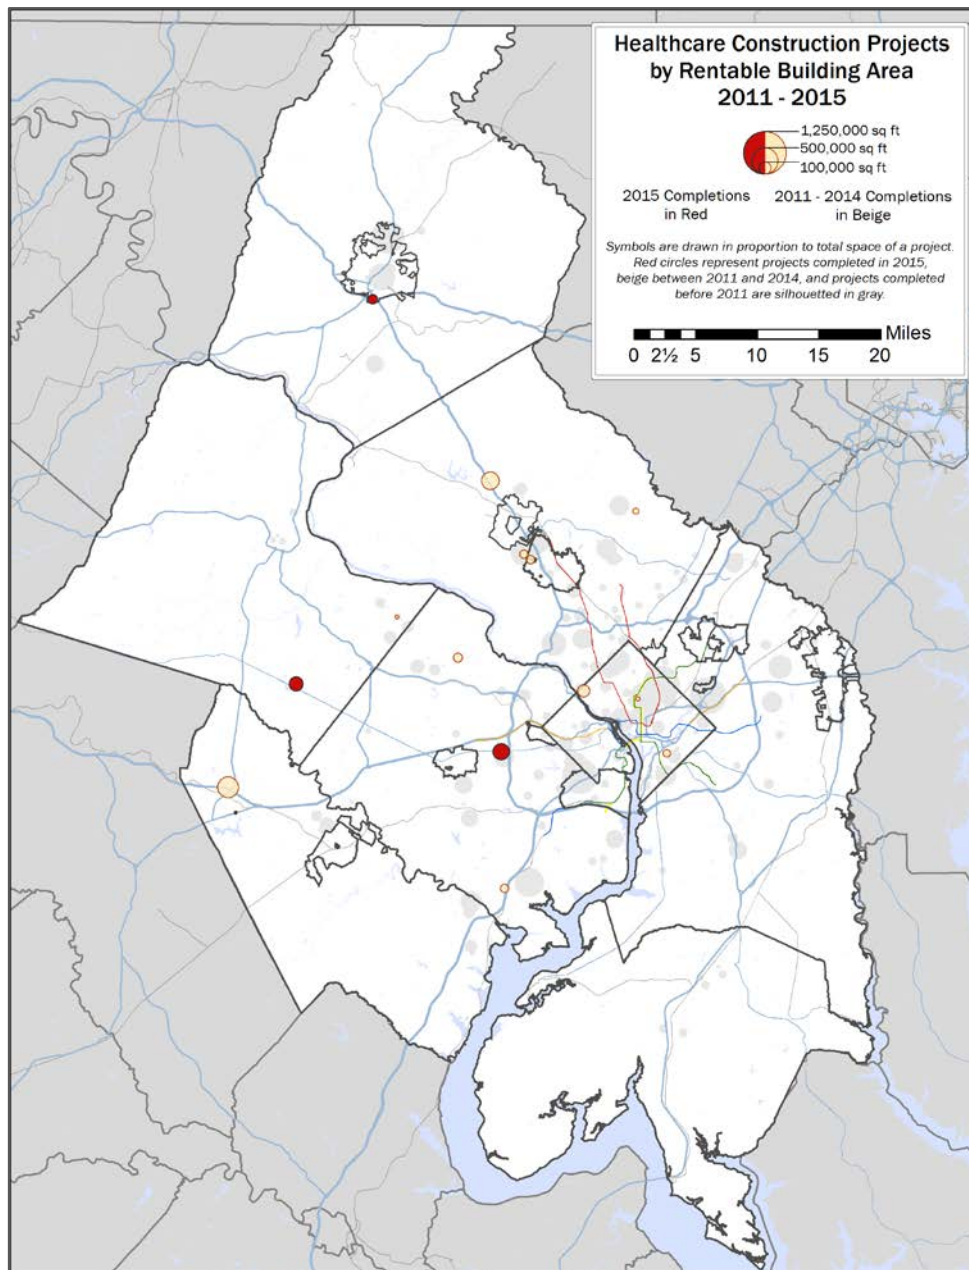 Healthcare Construction Projects
by Rentable Building Area
2011 - 2015
1,250,000 sq ft
500,000 sq ft
100,000 sq ft
2015 Completions
in Red
2011 - 2014 Completions
in Beige
Symbols are drawn in proportion to total space of a project.
Red circles represent projects completed in 2015,
beige between 2011 and 2014, and projects completed
before 2011 are silhouetted in gray.
Miles
0 2½ 5 10 15 20